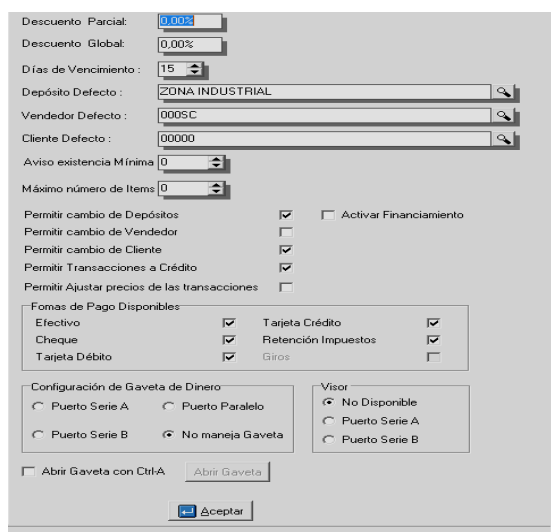 Descuento Parcial: 0,00%
Descuento Global: 0,00%
Días de Vencimiento : 15
Depósito Defecto : ZONA INDUSTRIAL
Vendedor Defecto : 000SC
Cliente Defecto : 00000
Aviso existencia Mínima 0
Máximo número de Items 0
Permitir cambio de Depósitos Activar Financiamiento
Permitir cambio de Vendedor
Permitir cambio de Cliente
Permitir Transacciones a Crédito
Permitir Ajustar precios de las transacciones
Fomas de Pago Disponibles
Efectivo Tarjeta Crédito
Cheque Retención Impuestos
Tarjeta Débito Giros
Configuración de Gaveta de Dinero Visor
Puerto Serie A Puerto Paralelo No Disponible
Puerto Serie A
Puerto Serie B No maneja Gaveta Puerto Serie B
Abrir Gaveta con Ctrl-A Abrir Gaveta
Aceptar